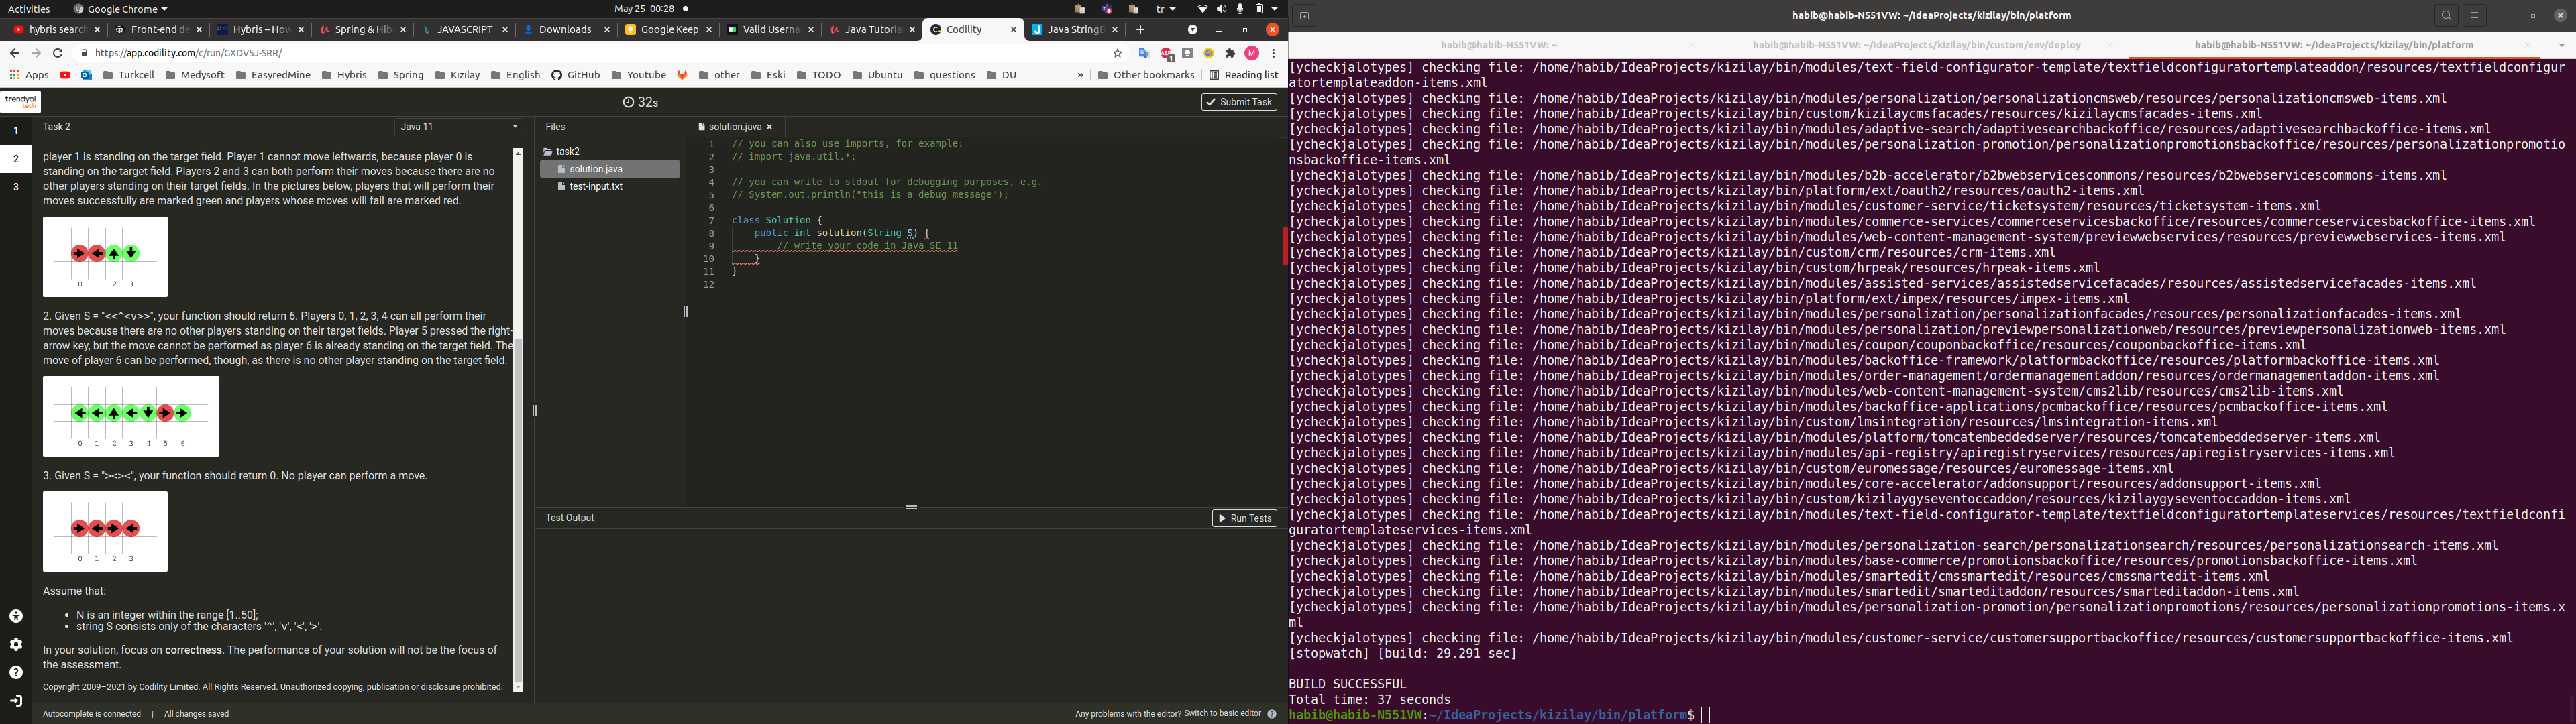 Activities
Google Chrome
May 25 00:28
tr
hybris search
Front-end de
Hybris – How
Spring & Hib
JAVASCRIPT
Downloads
Google Keep
Valid Userna
Java Tutoria
Codility
Java StringB
https://app.codility.com/c/run/GXDV5J-SRR/
Apps
Turkcell
Medysoft
EasyredMine
Hybris
Spring
Kızılay
English
GitHub
Youtube
other
Eski
TODO
Ubuntu
questions
DU
»
Other bookmarks
Reading list
trendyol
tech
32s
Submit Task
1
2
3
Task 2
Java 11
player 1 is standing on the target field. Player 1 cannot move leftwards, because player 0 is
standing on the target field. Players 2 and 3 can both perform their moves because there are no
other players standing on their target fields. In the pictures below, players that will perform their
moves successfully are marked green and players whose moves will fail are marked red.
0 1 2 3
2. Given S = "<<^<v>>", your function should return 6. Players 0, 1, 2, 3, 4 can all perform their
moves because there are no other players standing on their target fields. Player 5 pressed the right-
arrow key, but the move cannot be performed as player 6 is already standing on the target field. The
move of player 6 can be performed, though, as there is no other player standing on the target field.
0 1 2 3 4 5 6
3. Given S = "><><", your function should return 0. No player can perform a move.
0 1 2 3
Assume that:
• N is an integer within the range [1..50];
• string S consists only of the characters '^', 'v', '<', '>'.
In your solution, focus on correctness. The performance of your solution will not be the focus of
the assessment.
Copyright 2009–2021 by Codility Limited. All Rights Reserved. Unauthorized copying, publication or disclosure prohibited.
Autocomplete is connected | All changes saved
Files
task2
solution.java
test-input.txt
solution.java
1 // you can also use imports, for example:
2 // import java.util.*;
3
4 // you can write to stdout for debugging purposes, e.g.
5 // System.out.println("this is a debug message");
6
7 class Solution {
8 public int solution(String S) {
9 // write your code in Java SE 11
10 }
11 }
12
Test Output
Run Tests
Any problems with the editor? Switch to basic editor
habib@habib-N551VW: ~/IdeaProjects/kizilay/bin/platform
habib@habib-N551VW: ~
habib@habib-N551VW: ~/IdeaProjects/kizilay/bin/custom/env/deploy
habib@habib-N551VW: ~/IdeaProjects/kizilay/bin/platform
[ycheckjalotypes] checking file: /home/habib/IdeaProjects/kizilay/bin/modules/text-field-configurator-template/textfieldconfiguratortemplateaddon/resources/textfieldconfigur
atortemplateaddon-items.xml
[ycheckjalotypes] checking file: /home/habib/IdeaProjects/kizilay/bin/modules/personalization/personalizationcmsweb/resources/personalizationcmsweb-items.xml
[ycheckjalotypes] checking file: /home/habib/IdeaProjects/kizilay/bin/custom/kizilaycmsfacades/resources/kizilaycmsfacades-items.xml
[ycheckjalotypes] checking file: /home/habib/IdeaProjects/kizilay/bin/modules/adaptive-search/adaptivesearchbackoffice/resources/adaptivesearchbackoffice-items.xml
[ycheckjalotypes] checking file: /home/habib/IdeaProjects/kizilay/bin/modules/personalization-promotion/personalizationpromotionsbackoffice/resources/personalizationpromotio
nsbackoffice-items.xml
[ycheckjalotypes] checking file: /home/habib/IdeaProjects/kizilay/bin/modules/b2b-accelerator/b2bwebservicescommons/resources/b2bwebservicescommons-items.xml
[ycheckjalotypes] checking file: /home/habib/IdeaProjects/kizilay/bin/platform/ext/oauth2/resources/oauth2-items.xml
[ycheckjalotypes] checking file: /home/habib/IdeaProjects/kizilay/bin/modules/customer-service/ticketsystem/resources/ticketsystem-items.xml
[ycheckjalotypes] checking file: /home/habib/IdeaProjects/kizilay/bin/modules/commerce-services/commerceservicesbackoffice/resources/commerceservicesbackoffice-items.xml
[ycheckjalotypes] checking file: /home/habib/IdeaProjects/kizilay/bin/modules/web-content-management-system/previewwebservices/resources/previewwebservices-items.xml
[ycheckjalotypes] checking file: /home/habib/IdeaProjects/kizilay/bin/custom/crm/resources/crm-items.xml
[ycheckjalotypes] checking file: /home/habib/IdeaProjects/kizilay/bin/custom/hrpeak/resources/hrpeak-items.xml
[ycheckjalotypes] checking file: /home/habib/IdeaProjects/kizilay/bin/modules/assisted-services/assistedservicefacades/resources/assistedservicefacades-items.xml
[ycheckjalotypes] checking file: /home/habib/IdeaProjects/kizilay/bin/platform/ext/impex/resources/impex-items.xml
[ycheckjalotypes] checking file: /home/habib/IdeaProjects/kizilay/bin/modules/personalization/personalizationfacades/resources/personalizationfacades-items.xml
[ycheckjalotypes] checking file: /home/habib/IdeaProjects/kizilay/bin/modules/personalization/previewpersonalizationweb/resources/previewpersonalizationweb-items.xml
[ycheckjalotypes] checking file: /home/habib/IdeaProjects/kizilay/bin/modules/coupon/couponbackoffice/resources/couponbackoffice-items.xml
[ycheckjalotypes] checking file: /home/habib/IdeaProjects/kizilay/bin/modules/backoffice-framework/platformbackoffice/resources/platformbackoffice-items.xml
[ycheckjalotypes] checking file: /home/habib/IdeaProjects/kizilay/bin/modules/order-management/ordermanagementaddon/resources/ordermanagementaddon-items.xml
[ycheckjalotypes] checking file: /home/habib/IdeaProjects/kizilay/bin/modules/web-content-management-system/cms2lib/resources/cms2lib-items.xml
[ycheckjalotypes] checking file: /home/habib/IdeaProjects/kizilay/bin/modules/backoffice-applications/pcmbackoffice/resources/pcmbackoffice-items.xml
[ycheckjalotypes] checking file: /home/habib/IdeaProjects/kizilay/bin/custom/lmsintegration/resources/lmsintegration-items.xml
[ycheckjalotypes] checking file: /home/habib/IdeaProjects/kizilay/bin/modules/platform/tomcatembeddedserver/resources/tomcatembeddedserver-items.xml
[ycheckjalotypes] checking file: /home/habib/IdeaProjects/kizilay/bin/modules/api-registry/apiregistryservices/resources/apiregistryservices-items.xml
[ycheckjalotypes] checking file: /home/habib/IdeaProjects/kizilay/bin/custom/euromessage/resources/euromessage-items.xml
[ycheckjalotypes] checking file: /home/habib/IdeaProjects/kizilay/bin/modules/core-accelerator/addonsupport/resources/addonsupport-items.xml
[ycheckjalotypes] checking file: /home/habib/IdeaProjects/kizilay/bin/custom/kizilaygyseventoccaddon/resources/kizilaygyseventoccaddon-items.xml
[ycheckjalotypes] checking file: /home/habib/IdeaProjects/kizilay/bin/modules/text-field-configurator-template/textfieldconfiguratortemplateservices/resources/textfieldconfi
guratortemplateservices-items.xml
[ycheckjalotypes] checking file: /home/habib/IdeaProjects/kizilay/bin/modules/personalization-search/personalizationsearch/resources/personalizationsearch-items.xml
[ycheckjalotypes] checking file: /home/habib/IdeaProjects/kizilay/bin/modules/base-commerce/promotionsbackoffice/resources/promotionsbackoffice-items.xml
[ycheckjalotypes] checking file: /home/habib/IdeaProjects/kizilay/bin/modules/smartedit/cmssmartedit/resources/cmssmartedit-items.xml
[ycheckjalotypes] checking file: /home/habib/IdeaProjects/kizilay/bin/modules/smartedit/smarteditaddon/resources/smarteditaddon-items.xml
[ycheckjalotypes] checking file: /home/habib/IdeaProjects/kizilay/bin/modules/personalization-promotion/personalizationpromotions/resources/personalizationpromotions-items.x
ml
[ycheckjalotypes] checking file: /home/habib/IdeaProjects/kizilay/bin/modules/customer-service/customersupportbackoffice/resources/customersupportbackoffice-items.xml
[stopwatch] [build: 29.291 sec]
BUILD SUCCESSFUL
Total time: 37 seconds
habib@habib-N551VW:~/IdeaProjects/kizilay/bin/platform$